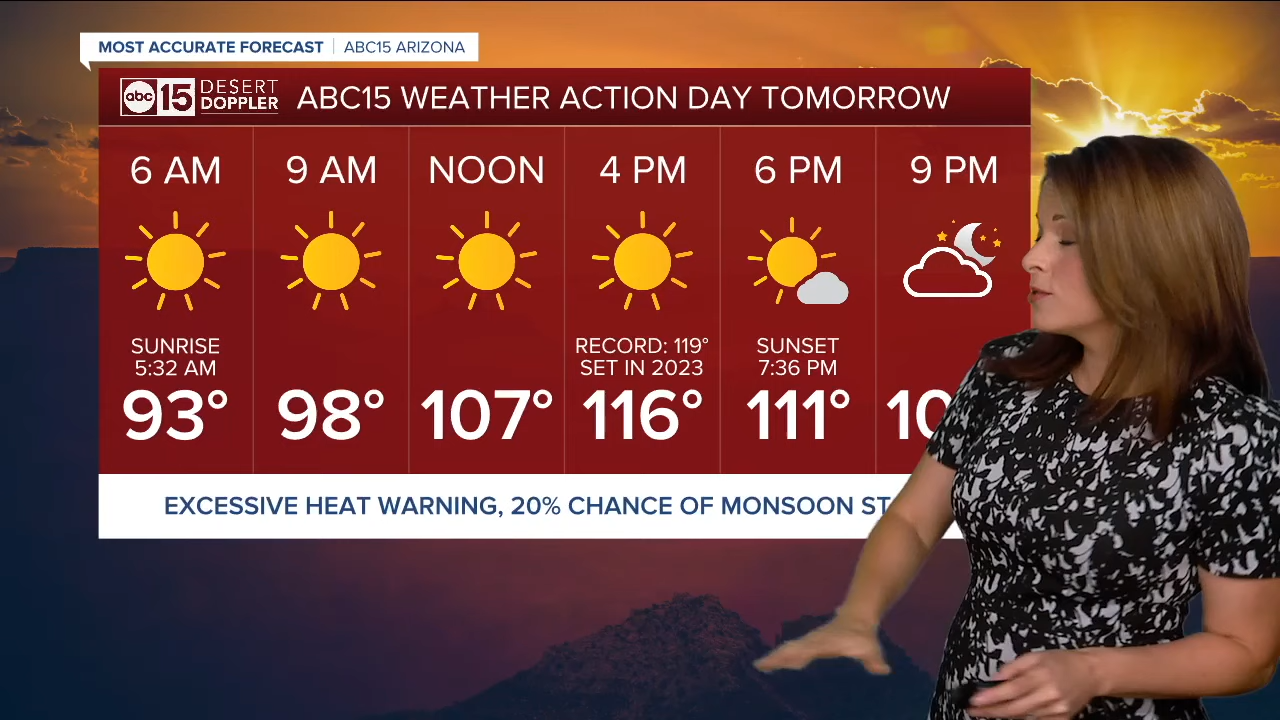 MOST ACCURATE FORECAST | ABC15 ARIZONA
abc 15 DESERT DOPPLER
ABC15 WEATHER ACTION DAY TOMORROW
6 AM 9 AM NOON 4 PM 6 PM 9 PM
SUNRISE
5:32 AM
RECORD: 119°
SET IN 2023
SUNSET
7:36 PM
93° 98° 107° 116° 111°
EXCESSIVE HEAT WARNING, 20% CHANCE OF MONSOON